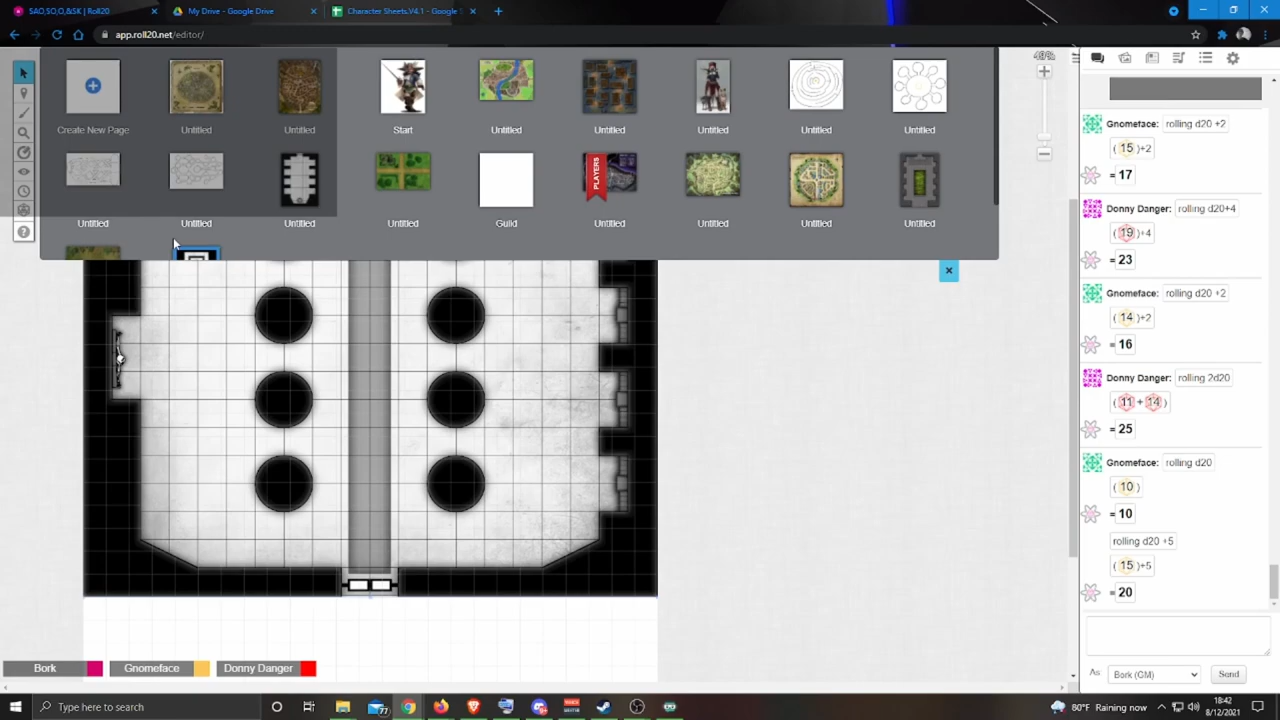 SAO,SO,O,&SK | Roll20
My Drive - Google Drive
Character Sheets.V4.1 - Google S
app.roll20.net/editor/
Create New Page
Untitled
Untitled
Start
Untitled
Untitled
Untitled
Untitled
Untitled
PLAYERS
Untitled
Untitled
Untitled
Untitled
Guild
Untitled
Untitled
Untitled
Untitled
Gnomeface: rolling d20 +2
(15)+2
= 17
Donny Danger: rolling d20+4
(19)+4
= 23
Gnomeface: rolling d20 +2
(14)+2
= 16
Donny Danger: rolling 2d20
(11 + 14)
= 25
Gnomeface: rolling d20
(10)
= 10
rolling d20 +5
(15)+5
= 20
Bork
Gnomeface
Donny Danger
As:
Bork (GM)
Send
Type here to search
77
80°F Raining now
18:42
8/12/2021